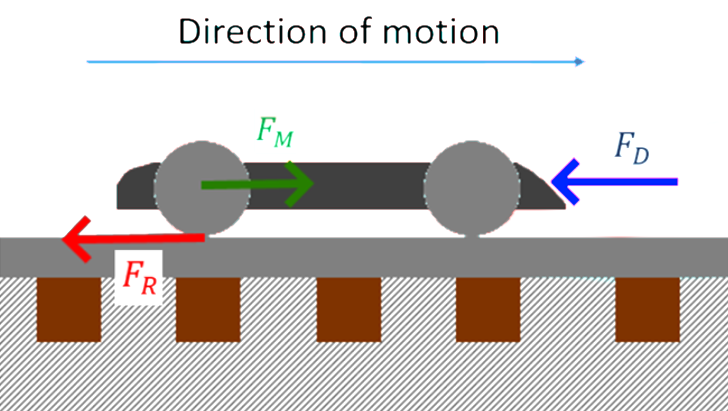 Direction of motion
F_M
F_D
F_R